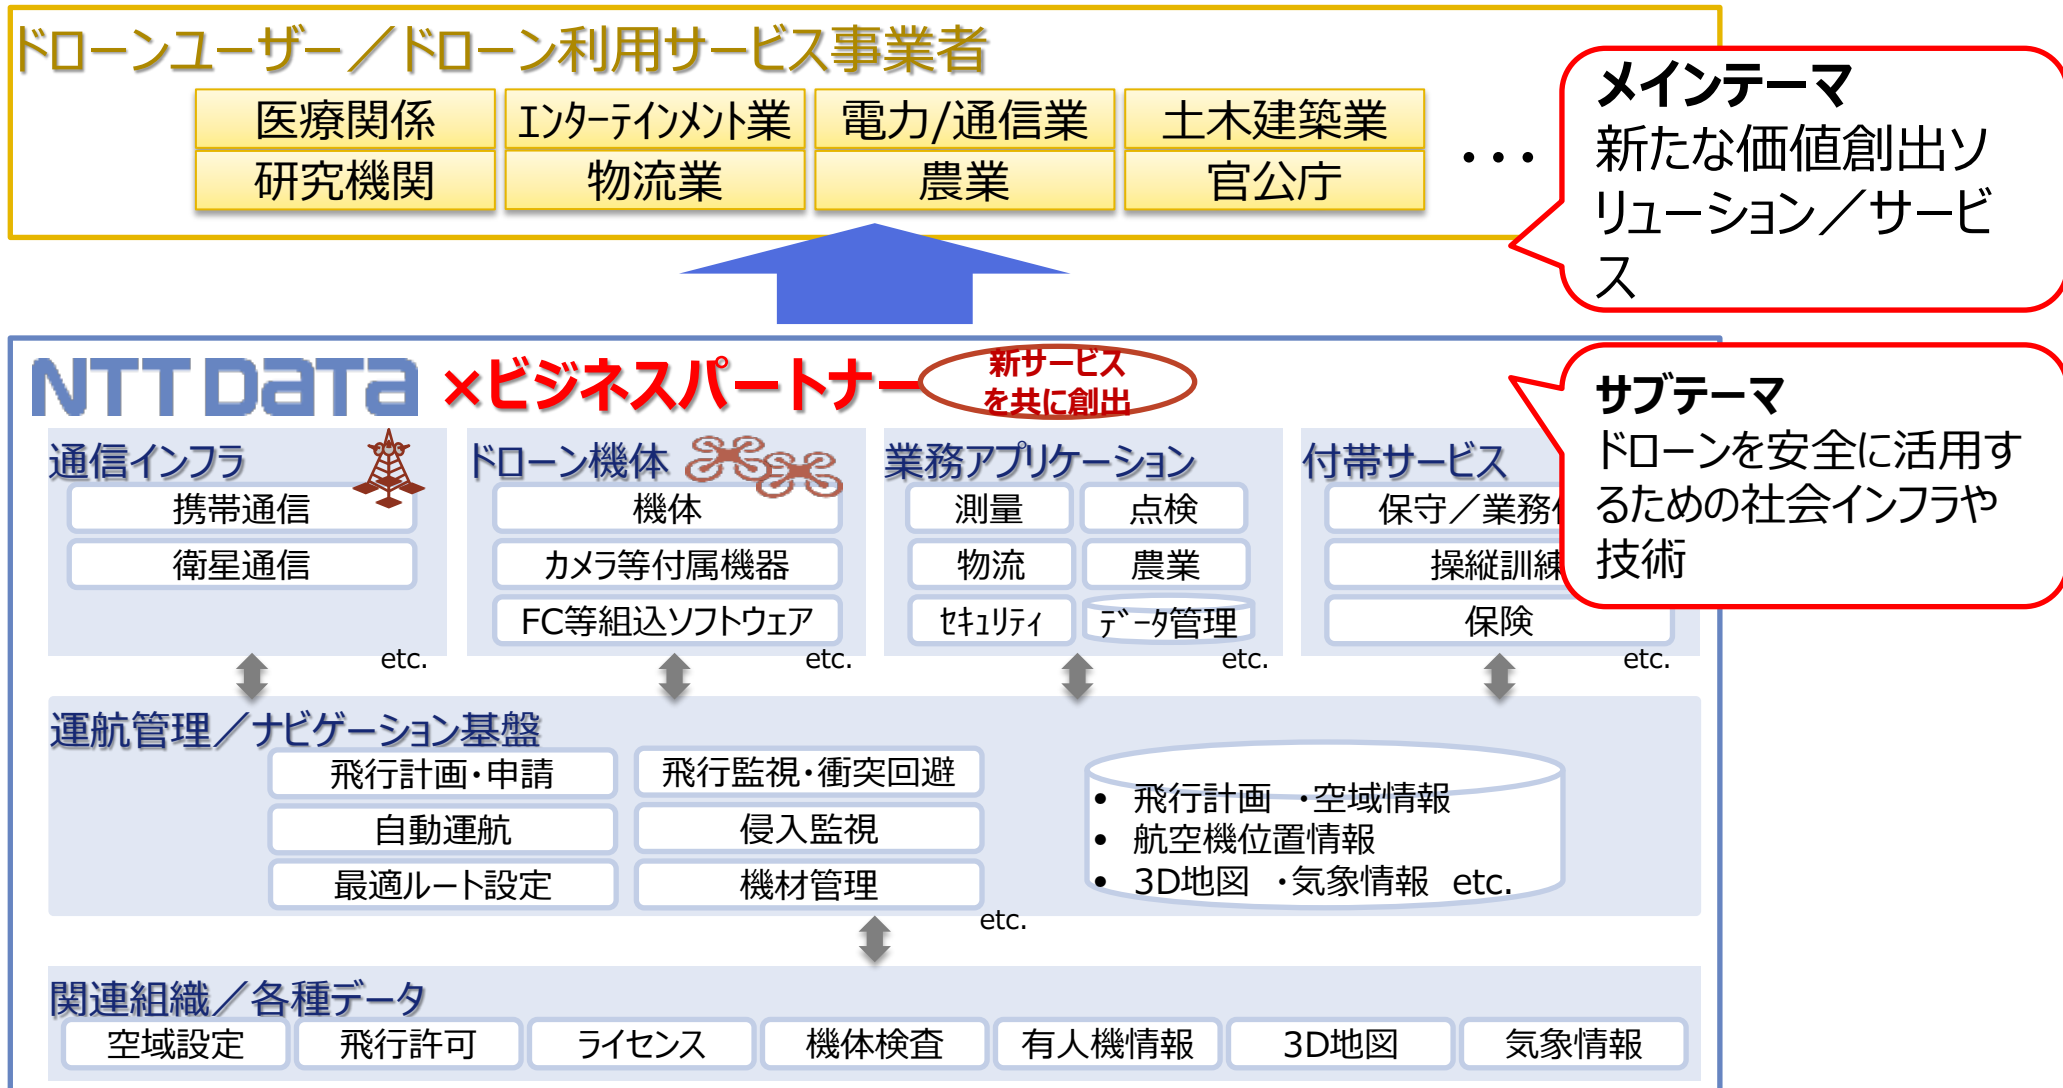 ドローンユーザー／ドローン利用サービス事業者
医療関係
エンターテインメント業
電力/通信業
土木建築業
研究機関
物流業
農業
官公庁
･･･
メインテーマ
新たな価値創出ソ
リューション／サービ
ス
NTT DATA ×ビジネスパートナー
新サービス
を共に創出
サブテーマ
ドローンを安全に活用す
るための社会インフラや
技術
通信インフラ
携帯通信
衛星通信
etc.
ドローン機体
機体
カメラ等付属機器
FC等組込ソフトウェア
etc.
業務アプリケーション
測量
点検
物流
農業
ｾｷｭﾘﾃｨ
ﾃﾞｰﾀ管理
etc.
付帯サービス
保守／業務
操縦訓練
保険
etc.
運航管理／ナビゲーション基盤
飛行計画･申請
飛行監視･衝突回避
自動運航
侵入監視
最適ルート設定
機材管理
etc.
• 飛行計画 ･空域情報
• 航空機位置情報
• 3D地図 ･気象情報 etc.
関連組織／各種データ
空域設定
飛行許可
ライセンス
機体検査
有人機情報
3D地図
気象情報